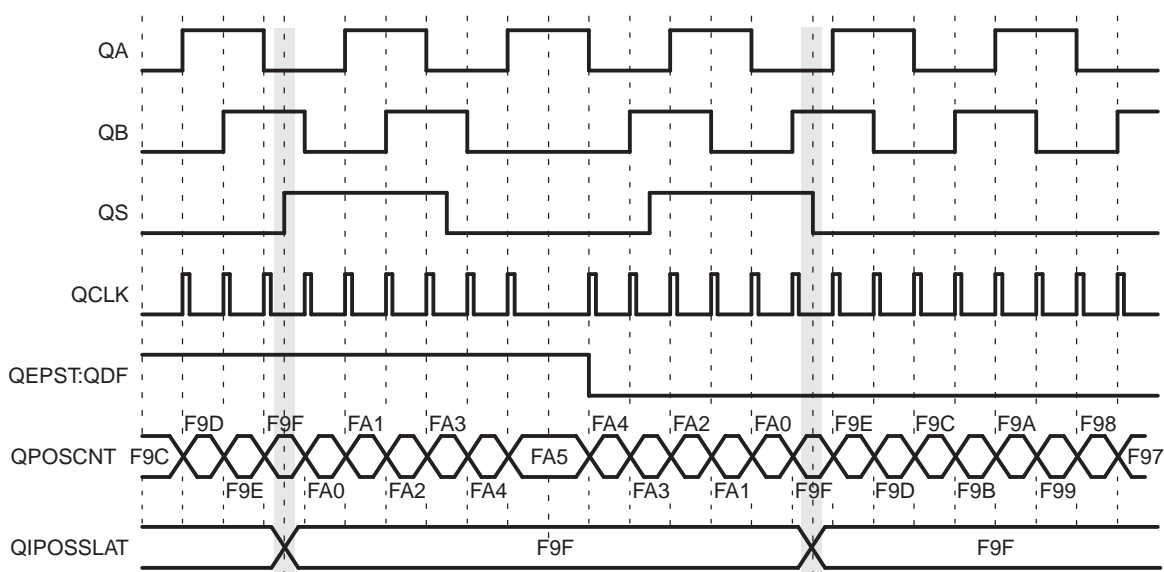 QA
QB
QS
QCLK
QEPST:QDF
F9D F9F FA1 FA3 FA4 FA2 FA0 F9E F9C F9A F98
QPOSCNT F9C FA5 F97
F9E FA0 FA2 FA4 FA3 FA1 F9F F9D F9B F99
QIPOSSLAT F9F F9F